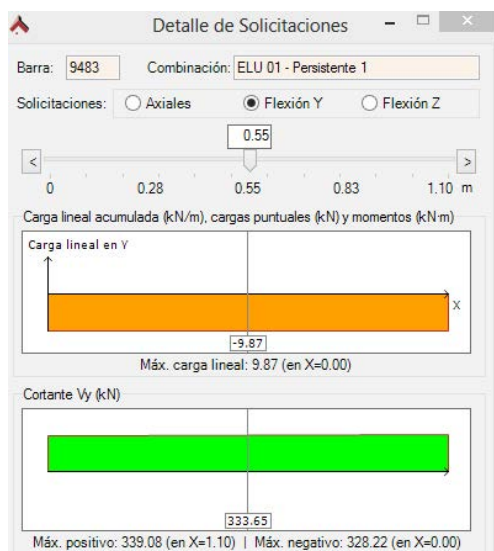 Detalle de Solicitaciones
Barra: 9483 Combinación: ELU 01 - Persistente 1
Solicitaciones: Axiales Flexión Y Flexión Z
0.55
< >
0 0.28 0.55 0.83 1.10 m
Carga lineal acumulada (kN/m), cargas puntuales (kN) y momentos (kN·m)
Carga lineal en Y
X
-9.87
Máx. carga lineal: 9.87 (en X=0.00)
Cortante Vy (kN)
333.65
Máx. positivo: 339.08 (en X=1.10) | Máx. negativo: 328.22 (en X=0.00)